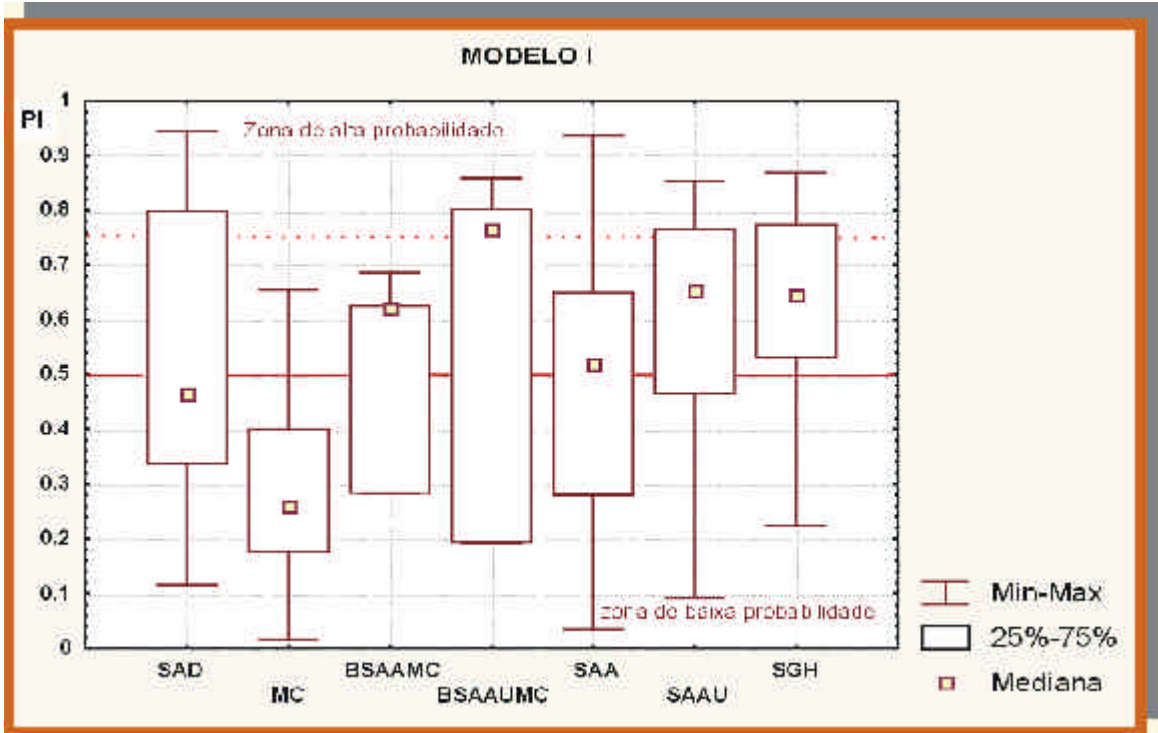 MODELO I
PI
1
Zona de alta probabilidade
0.9
0.8
0.7
0.6
0.5
0.4
0.3
0.2
0.1
zona de baixa probabilidade
0
SAD
MC
BSAAMC
BSAAUMC
SAA
SAAU
SGH
Min-Max
25%-75%
Mediana